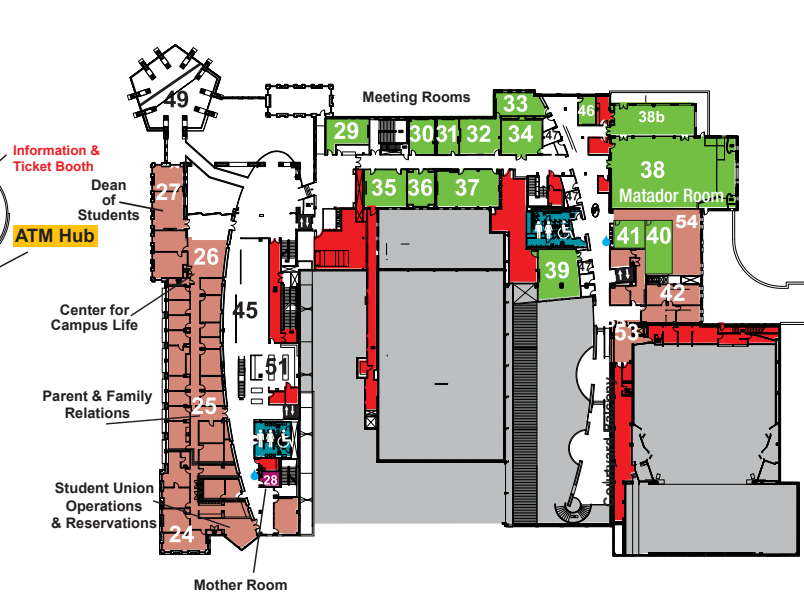 49
Meeting Rooms
33
46
38b
29
30
31
32
34
47
Information &
Ticket Booth
38
Matador Room
27
35
36
37
Dean
of
Students
54
ATM Hub
41
40
26
39
42
45
Center for
Campus Life
53
51
Parent & Family
Relations
25
28
Student Union
Operations
& Reservations
24
Mother Room